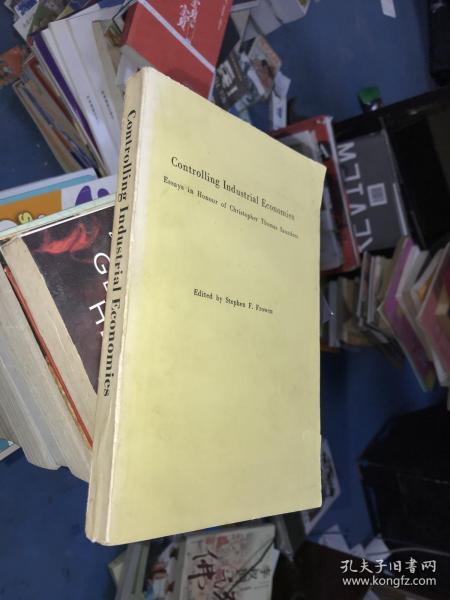 Controlling Industrial Economies
Essays in Honour of Christopher Thomas Saunders
Edited by Stephen F. Frowen
Controlling Industrial Economies
孔夫子旧书网
www.kongfz.com